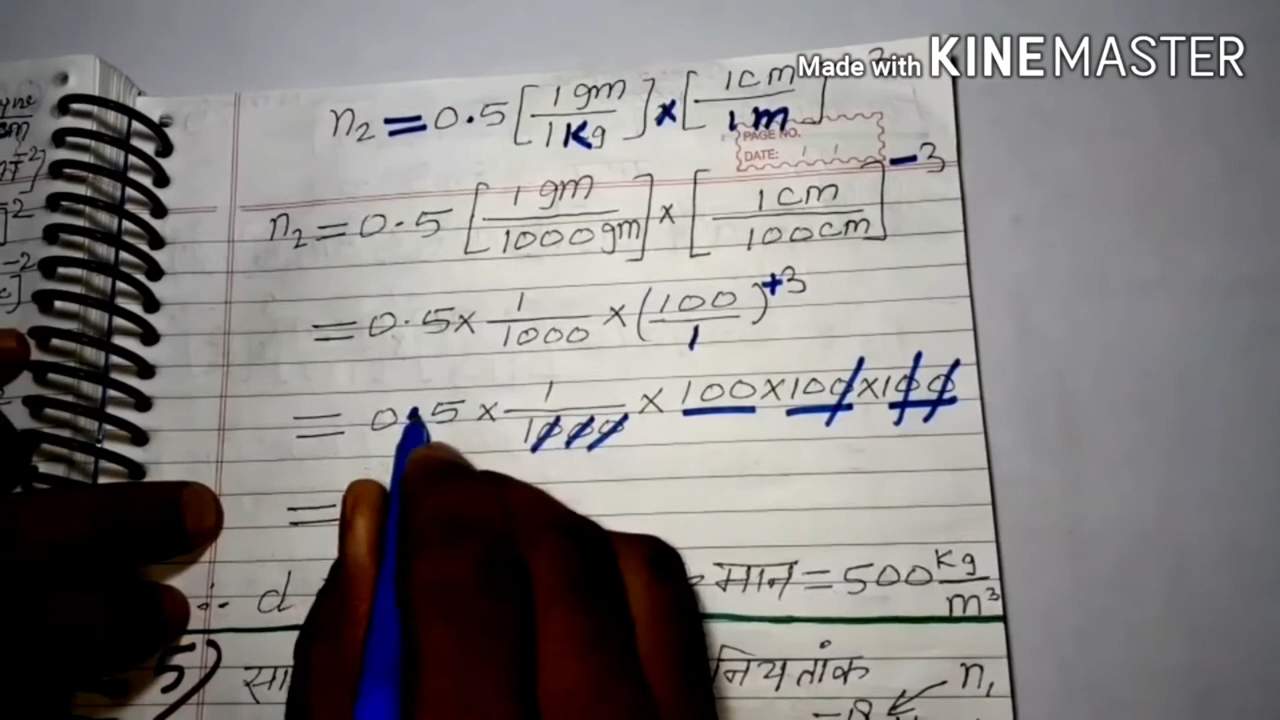 Made with KINEMASTER
n₂ = 0.5 [1 gm / 1 Kg] × [1 cm / 1 m]
PAGE NO.
DATE: / /
n₂ = 0.5 [1 gm / 1000 gm] × [1 cm / 100 cm]⁻³
= 0.5 × 1/1000 × (100/1)⁺³
= 0.5 × 1/1000 × 100 × 100 × 100
=
∴ d मान = 500 Kg/m³
5) सा नियतांक n₁